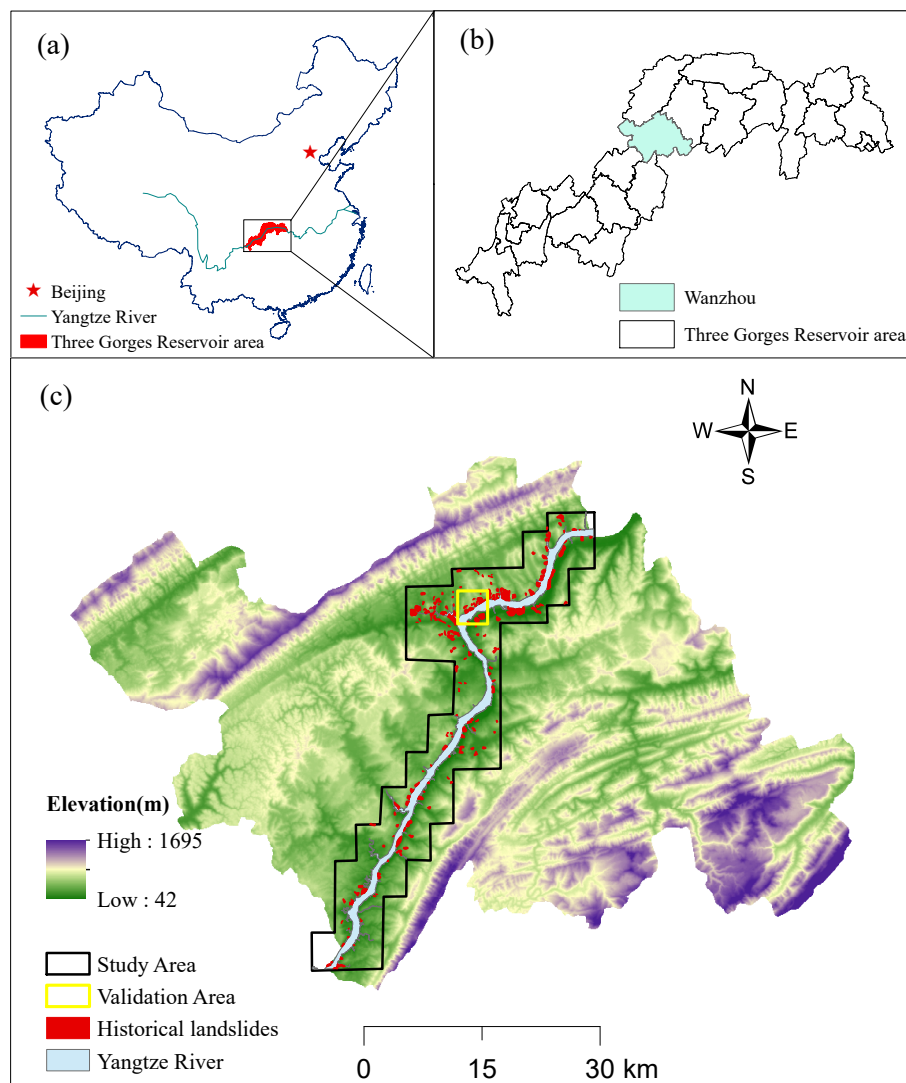 (a)
Beijing
Yangtze River
Three Gorges Reservoir area
(b)
Wanzhou
Three Gorges Reservoir area
(c)
N
W E
S
Elevation(m)
High : 1695
Low : 42
Study Area
Validation Area
Historical landslides
Yangtze River
0 15 30 km